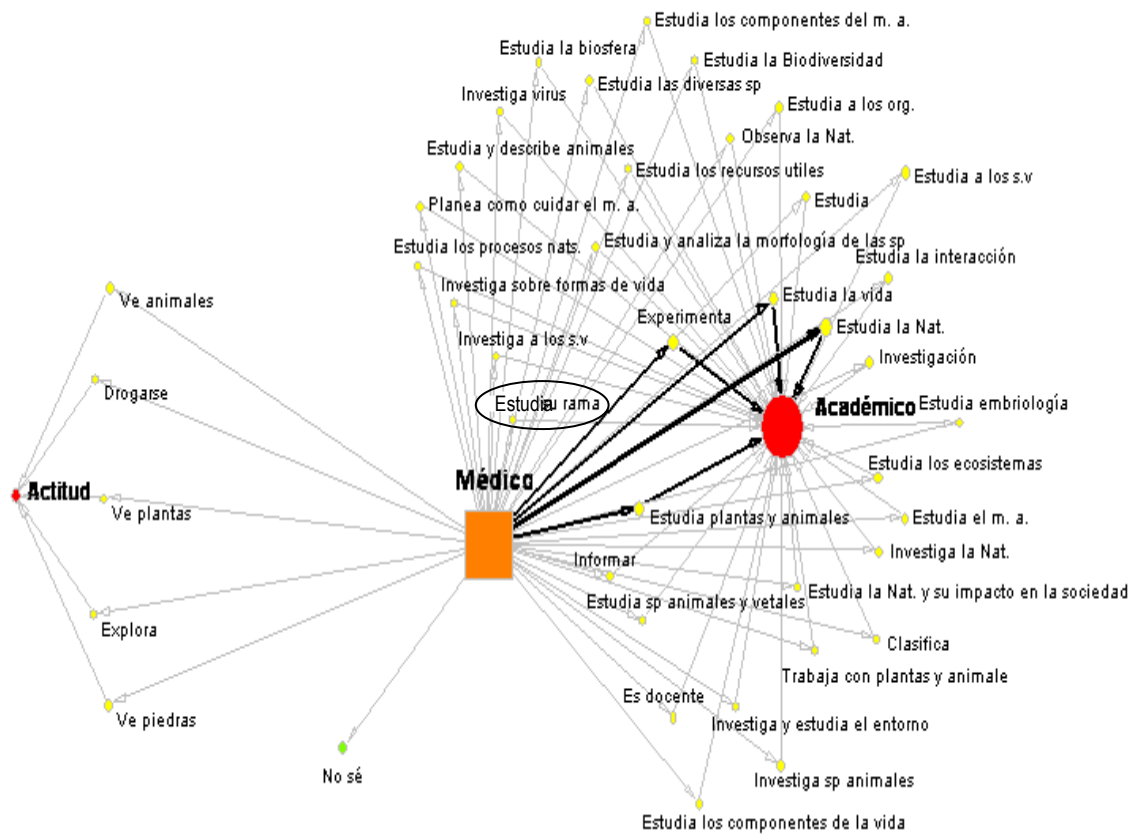 Estudia los componentes del m. a.
Estudia la biosfera
Estudia la Biodiversidad
Estudia las diversas sp
Investiga virus
Estudia a los org.
Observa la Nat.
Estudia y describe animales
Estudia los recursos utiles
Estudia a los s.v
Planea como cuidar el m. a.
Estudia
Estudia los procesos nats.
Estudia y analiza la morfología de las sp
Estudia la interacción
Investiga sobre formas de vida
Ve animales
Estudia la vida
Experimenta
Estudia la Nat.
Investiga a los s.v
Investigación
Drogarse
Estudia su rama
Académico
Estudia embriología
Estudia los ecosistemas
Médico
Actitud
Ve plantas
Estudia plantas y animales
Estudia el m. a.
Informar
Investiga la Nat.
Estudia sp animales y vetales
Estudia la Nat. y su impacto en la sociedad
Explora
Clasifica
Trabaja con plantas y animale
Es docente
Ve piedras
Investiga y estudia el entorno
No sé
Investiga sp animales
Estudia los componentes de la vida